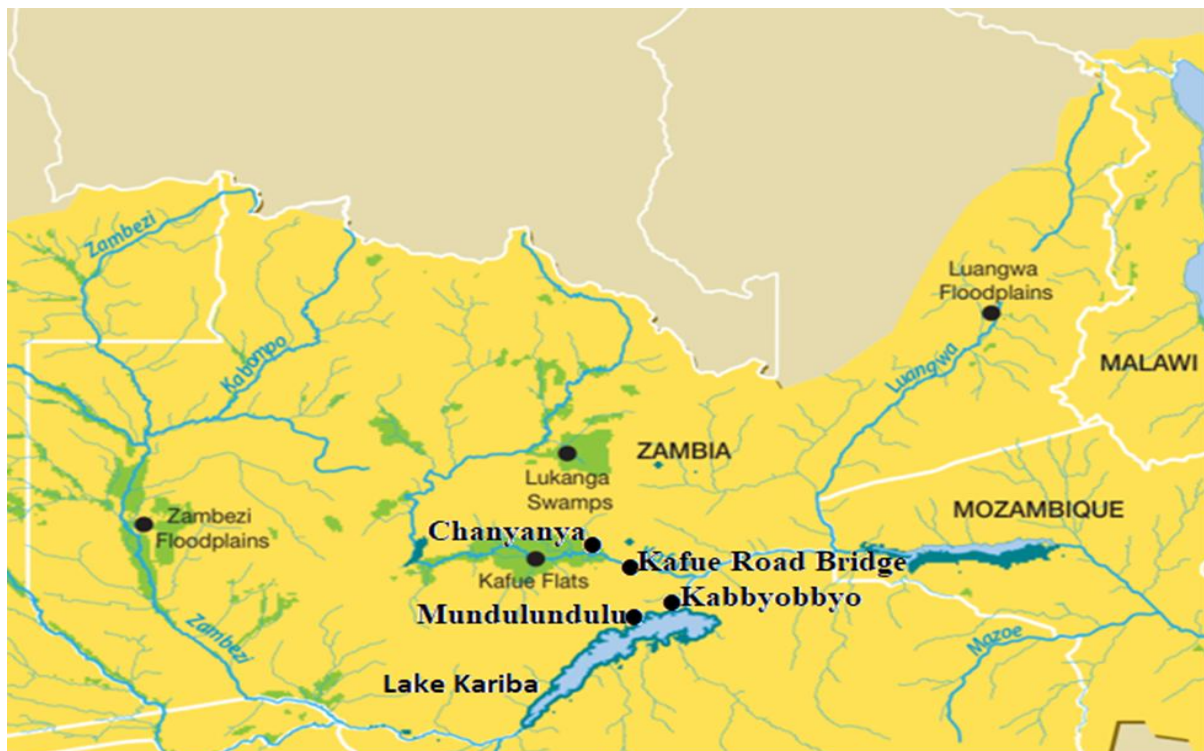 Zambezi
Kabompo
Luangwa
Floodplains
Luangwa
MALAWI
ZAMBIA
Lukanga
Swamps
MOZAMBIQUE
Zambezi
Floodplains
Chanyanya
Kafue Road Bridge
Kafue Flats
Kabbyobbyo
Mundulundulu
Zambezi
Mazoe
Lake Kariba